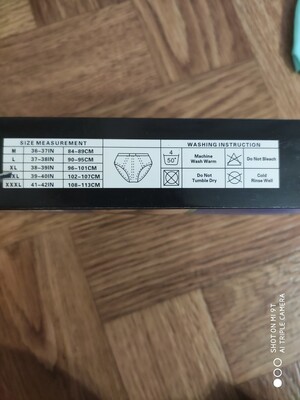 SIZE MEASUREMENT
M 36-37IN 84-89CM
L 37-38IN 90-95CM
XL 38-39IN 96-101CM
XXL 39-40IN 102-107CM
XXXL 41-42IN 108-113CM
WASHING INSTRUCTION
4
50°
Machine
Wash Warm
Do Not Bleach
Do Not
Tumble Dry
Cold
Rinse Well
SHOT ON MI 9T
AI TRIPLE CAMERA